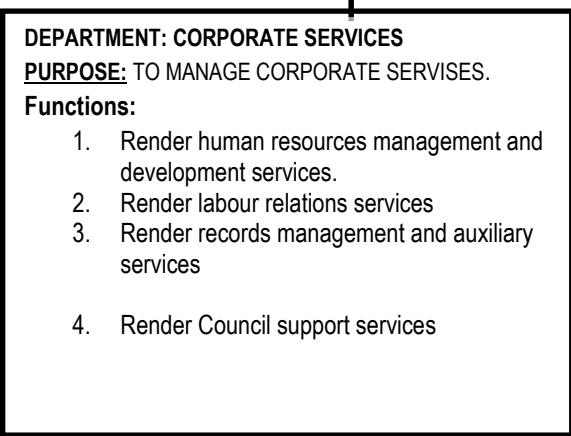 DEPARTMENT: CORPORATE SERVICES
PURPOSE: TO MANAGE CORPORATE SERVISES.
Functions:
1. Render human resources management and
development services.
2. Render labour relations services
3. Render records management and auxiliary
services
4. Render Council support services